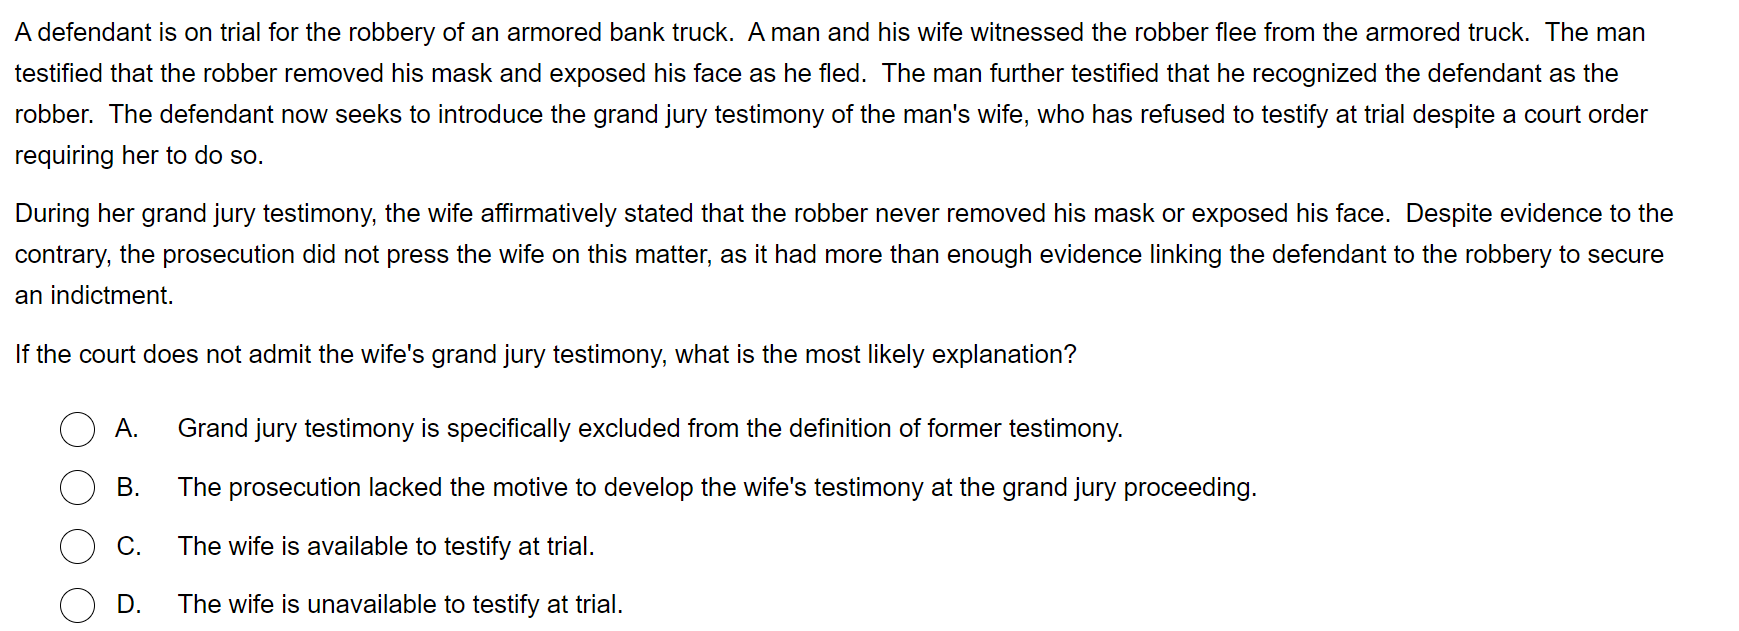 A defendant is on trial for the robbery of an armored bank truck.  A man and his wife witnessed the robber flee from the armored truck.  The man
testified that the robber removed his mask and exposed his face as he fled.  The man further testified that he recognized the defendant as the
robber.  The defendant now seeks to introduce the grand jury testimony of the man's wife, who has refused to testify at trial despite a court order
requiring her to do so.
During her grand jury testimony, the wife affirmatively stated that the robber never removed his mask or exposed his face.  Despite evidence to the
contrary, the prosecution did not press the wife on this matter, as it had more than enough evidence linking the defendant to the robbery to secure
an indictment.
If the court does not admit the wife's grand jury testimony, what is the most likely explanation?
A. Grand jury testimony is specifically excluded from the definition of former testimony.
B. The prosecution lacked the motive to develop the wife's testimony at the grand jury proceeding.
C. The wife is available to testify at trial.
D. The wife is unavailable to testify at trial.